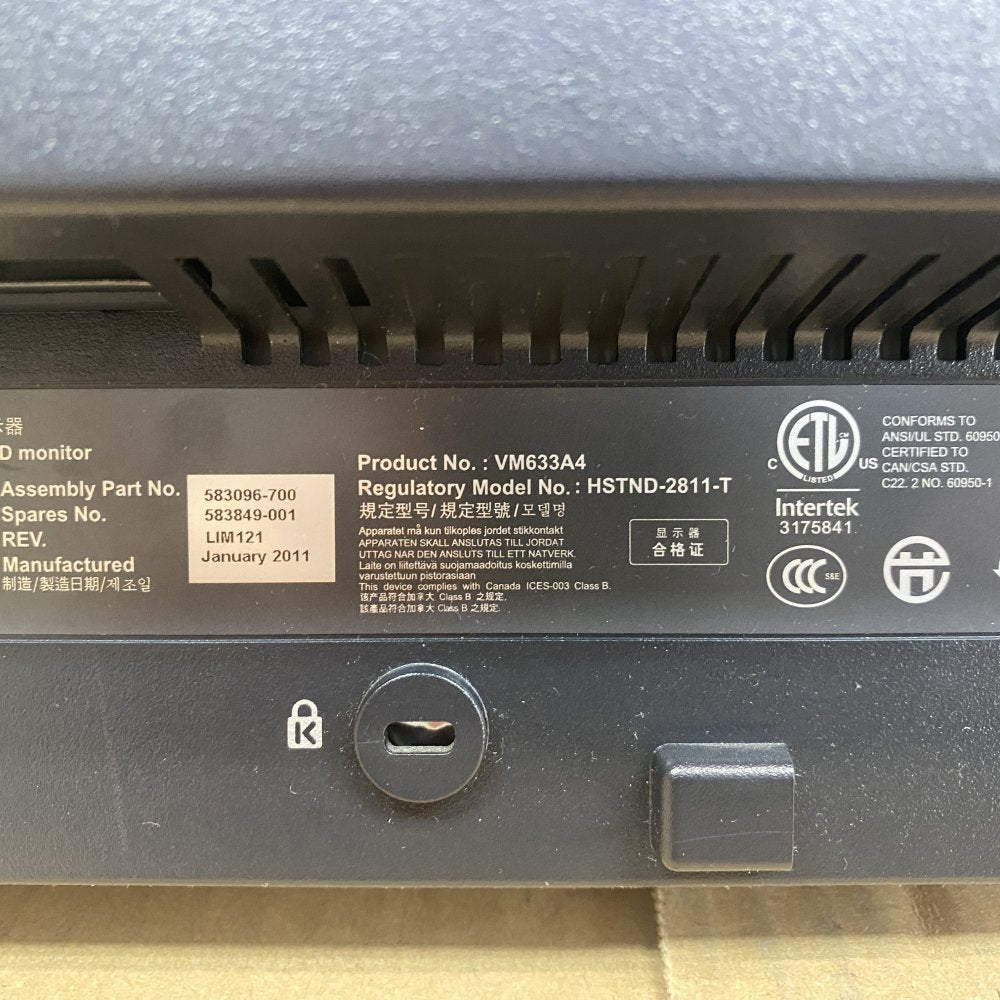 示器
D monitor
Assembly Part No.
583096-700
Spares No.
583849-001
REV.
LIM121
Manufactured
January 2011
制造/製造日期/제조일
Product No. : VM633A4
Regulatory Model No. : HSTND-2811-T
规定型号/規定型號/모델명
Apparatet må kun tilkoples jordet stikkontakt
APPARATEN SKALL ANSLUTAS TILL JORDAT
UTTAG NAR DEN ANSLUTS TILL ETT NATVERK.
Laite on liitettävä suojamaadoitus koskettimilla
varustettuun pistorasiaan
This device complies with Canada ICES-003 Class B.
该产品符合加拿大 Class B 之规定.
該產品符合加拿大 Class B 之規定.
显示器
合格证
ETL CM
C US
LISTED
Intertek
3175841
CONFORMS TO
ANSI/UL STD. 60950
CERTIFIED TO
CAN/CSA STD.
C22. 2 NO. 60950-1
CCC S&E
K